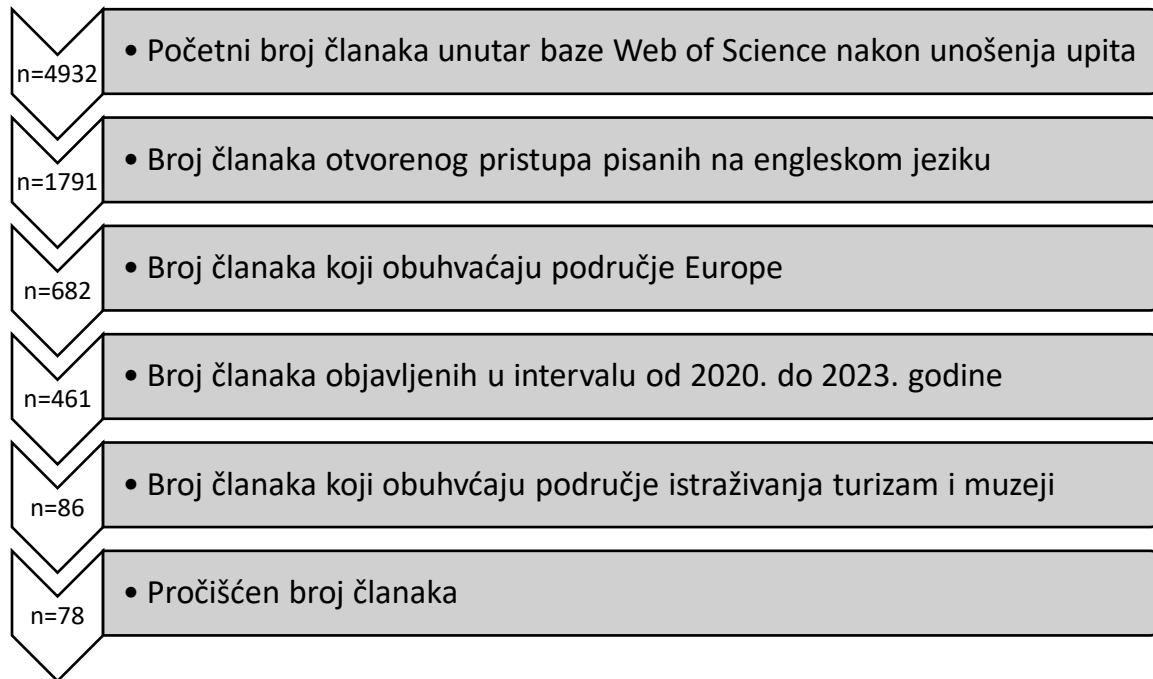 n=4932
• Početni broj članaka unutar baze Web of Science nakon unošenja upita
n=1791
• Broj članaka otvorenog pristupa pisanih na engleskom jeziku
n=682
• Broj članaka koji obuhvaćaju područje Europe
n=461
• Broj članaka objavljenih u intervalu od 2020. do 2023. godine
n=86
• Broj članaka koji obuhvćaju područje istraživanja turizam i muzeji
n=78
• Pročišćen broj članaka